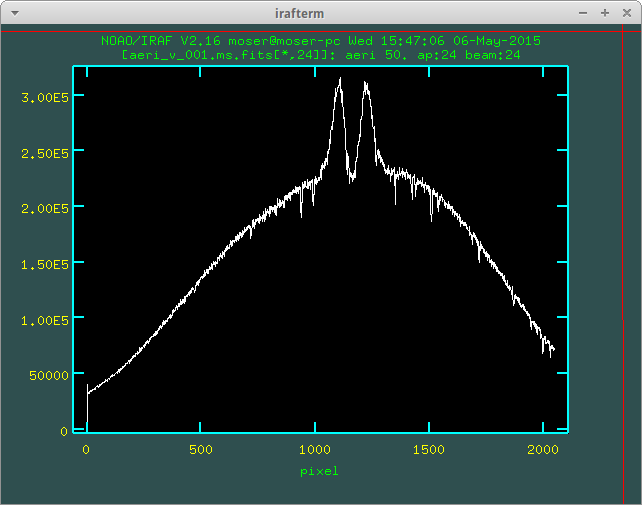 irafterm
NOAO/IRAF V2.16 moser@moser-pc Wed 15:47:06 06-May-2015
[aeri_v_001.ms.fits[*,24]]: aeri 50. ap:24 beam:24
3.00E5
2.50E5
2.00E5
1.50E5
1.00E5
50000
0
0 500 1000 1500 2000
pixel